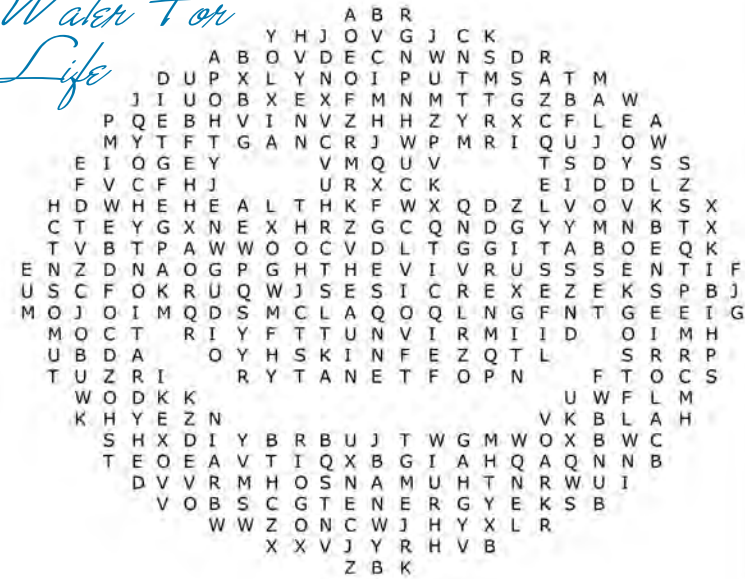 Water For
Life
A B R
Y H J O V G J C K
A B O V D E C N W N S D R
D U P X L Y N O I P U T M S A T M
J I U O B X E X F M N M T T G Z B A W
P Q E B H V I N V Z H H Z Y R X C F L E A
M Y T F T G A N C R J W P M R I Q U J O W
E I O G E Y V M Q U V T S D Y S S
F V C F H J U R X C K E I D D L Z
H D W H E H E A L T H K F W X Q D Z L V O V K S X
C T E Y G X N E X H R Z G C Q N D G Y Y M N B T X
T V B T P A W W O O C V D L T G G I T A B O E Q K
E N Z D N A O G P G H T H E V I V R U S S S E N T I F
U S C F O K R U Q W J S E S I C R E X E Z E K S P B J
M O J O I M Q D S M C L A Q O Q L N G F N T G E E I G
M O C T R I Y F T T U N V I R M I I D O I M H
U B D A O Y H S K I N F E Z Q T L S R R P
T U Z R I R Y T A N E T F O P N F T O C S
W O D K K U W F L M
K H Y E Z N V K B L A H
S H X D I Y B R B U J T W G M W O X B W C
T E O E A V T I Q X B G I A H Q A Q N N B
D V V R M H O S N A M U H T N R W U I
V O B S C G T E N E R G Y E K S B
W W Z O N C W J H Y X L R
X X V J Y R H V B
Z B K